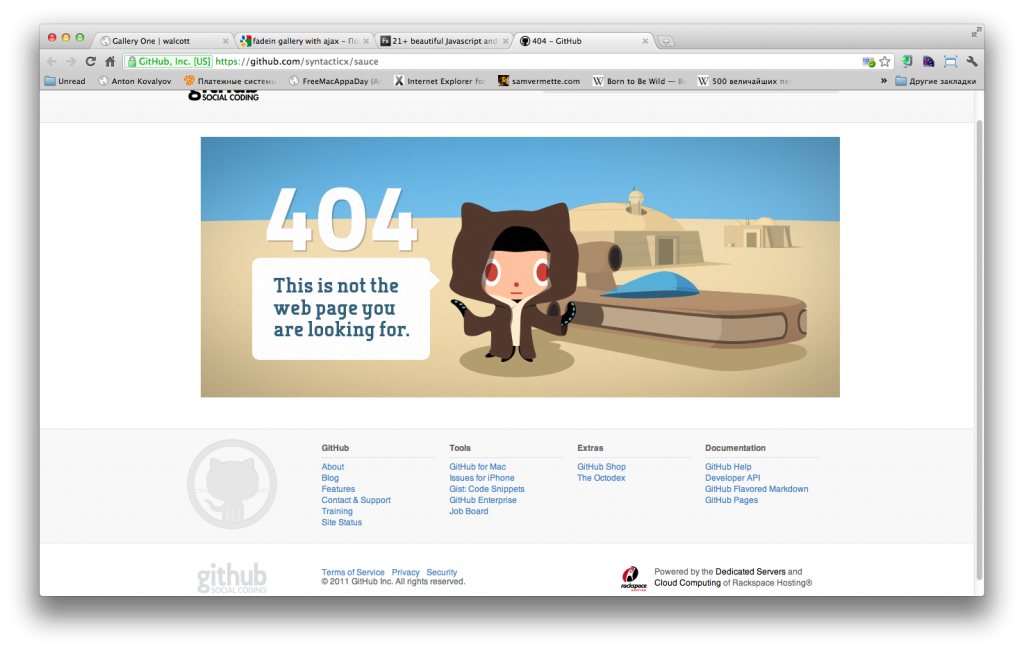 Gallery One | walcott
fadein gallery with ajax – По
21+ beautiful Javascript and
404 – GitHub
GitHub, Inc. [US] https://github.com/syntacticx/sauce
Unread
Anton Kovalyov
Платежные систем
FreeMacAppaDay (A
Internet Explorer for
samvermette.com
Born to Be Wild —
500 величайших пе
»
Другие закладки
github
SOCIAL CODING
404
This is not the
web page you
are looking for.
GitHub
About
Blog
Features
Contact & Support
Training
Site Status
Tools
GitHub for Mac
Issues for iPhone
Gist: Code Snippets
GitHub Enterprise
Job Board
Extras
GitHub Shop
The Octodex
Documentation
GitHub Help
Developer API
GitHub Flavored Markdown
GitHub Pages
github
SOCIAL CODING
Terms of Service Privacy Security
© 2011 GitHub Inc. All rights reserved.
rackspace
HOSTING
Powered by the Dedicated Servers and
Cloud Computing of Rackspace Hosting®